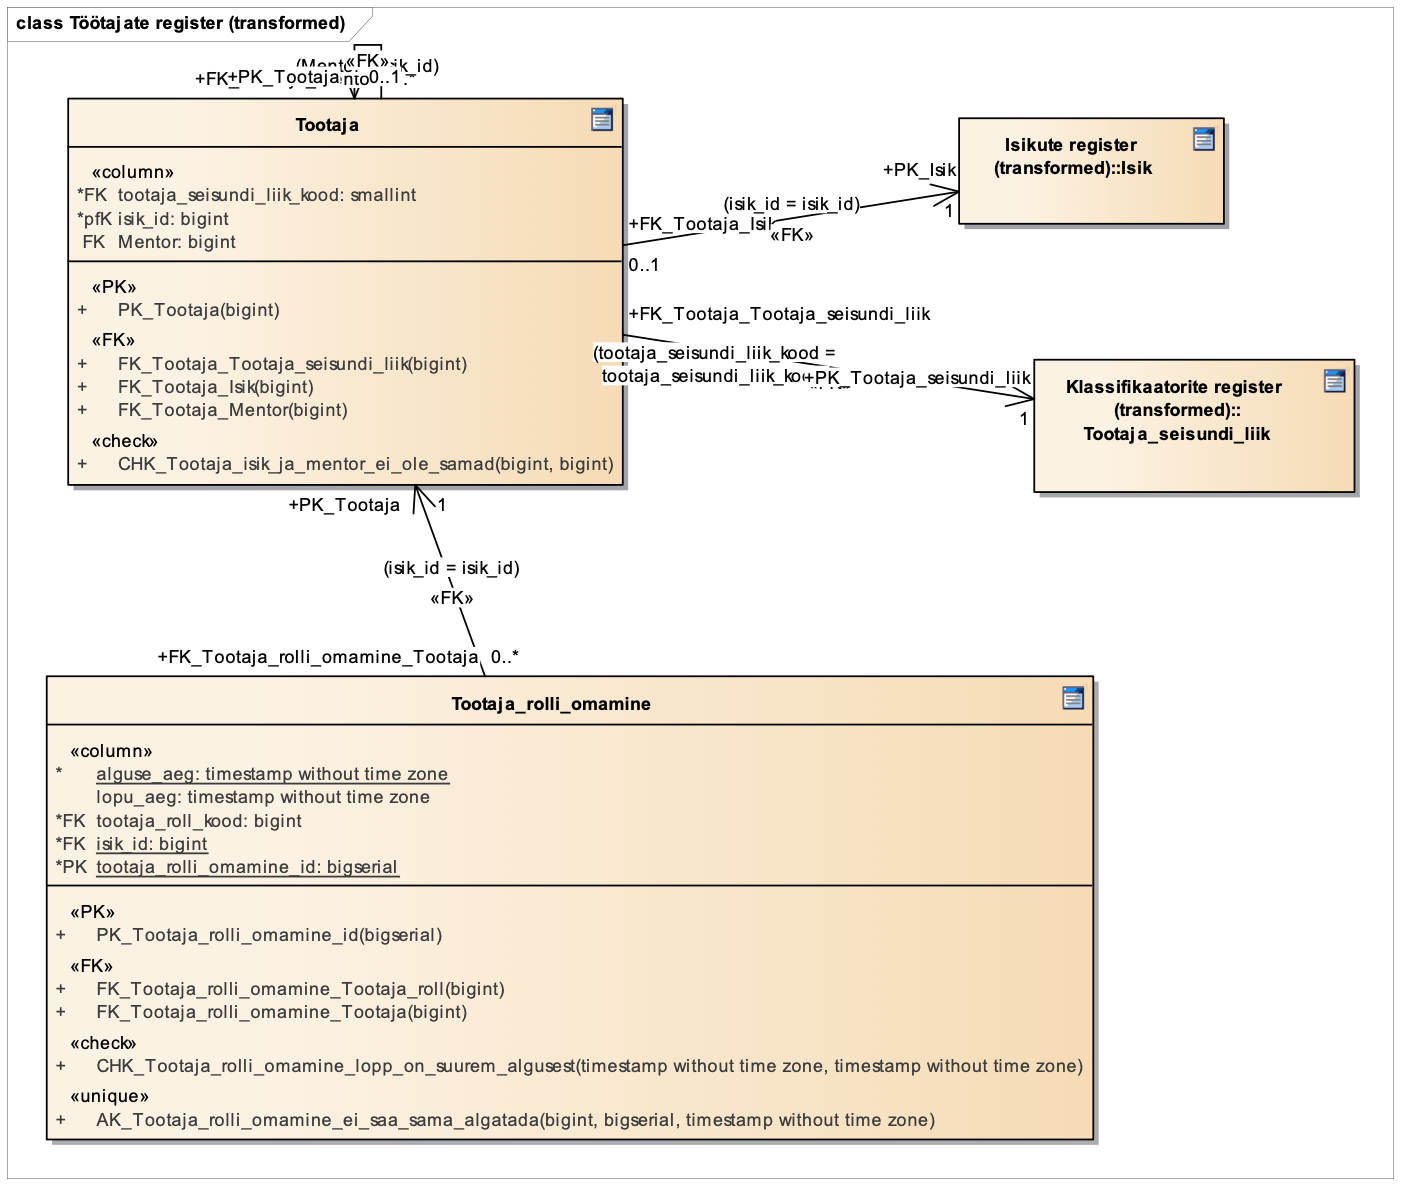 class Töötajate register (transformed)
«FK»
+PK_Tootaja 0..1
Tootaja
«column»
*FK tootaja_seisundi_liik_kood: smallint
*pfK isik_id: bigint
FK Mentor: bigint
«PK»
+ PK_Tootaja(bigint)
«FK»
+ FK_Tootaja_Tootaja_seisundi_liik(bigint)
+ FK_Tootaja_Isik(bigint)
+ FK_Tootaja_Mentor(bigint)
«check»
+ CHK_Tootaja_isik_ja_mentor_ei_ole_samad(bigint, bigint)
Isikute register
(transformed)::Isik
+PK_Isik
1
(isik_id = isik_id)
+FK_Tootaja_Isik
«FK»
0..1
+FK_Tootaja_Tootaja_seisundi_liik
(tootaja_seisundi_liik_kood =
+PK_Tootaja_seisundi_liik
1
Klassifikaatorite register
(transformed)::
Tootaja_seisundi_liik
+PK_Tootaja
1
(isik_id = isik_id)
«FK»
+FK_Tootaja_rolli_omamine_Tootaja 0..*
Tootaja_rolli_omamine
«column»
* alguse_aeg: timestamp without time zone
lopu_aeg: timestamp without time zone
*FK tootaja_roll_kood: bigint
*FK isik_id: bigint
*PK tootaja_rolli_omamine_id: bigserial
«PK»
+ PK_Tootaja_rolli_omamine_id(bigserial)
«FK»
+ FK_Tootaja_rolli_omamine_Tootaja_roll(bigint)
+ FK_Tootaja_rolli_omamine_Tootaja(bigint)
«check»
+ CHK_Tootaja_rolli_omamine_lopp_on_suurem_algusest(timestamp without time zone, timestamp without time zone)
«unique»
+ AK_Tootaja_rolli_omamine_ei_saa_sama_algatada(bigint, bigserial, timestamp without time zone)